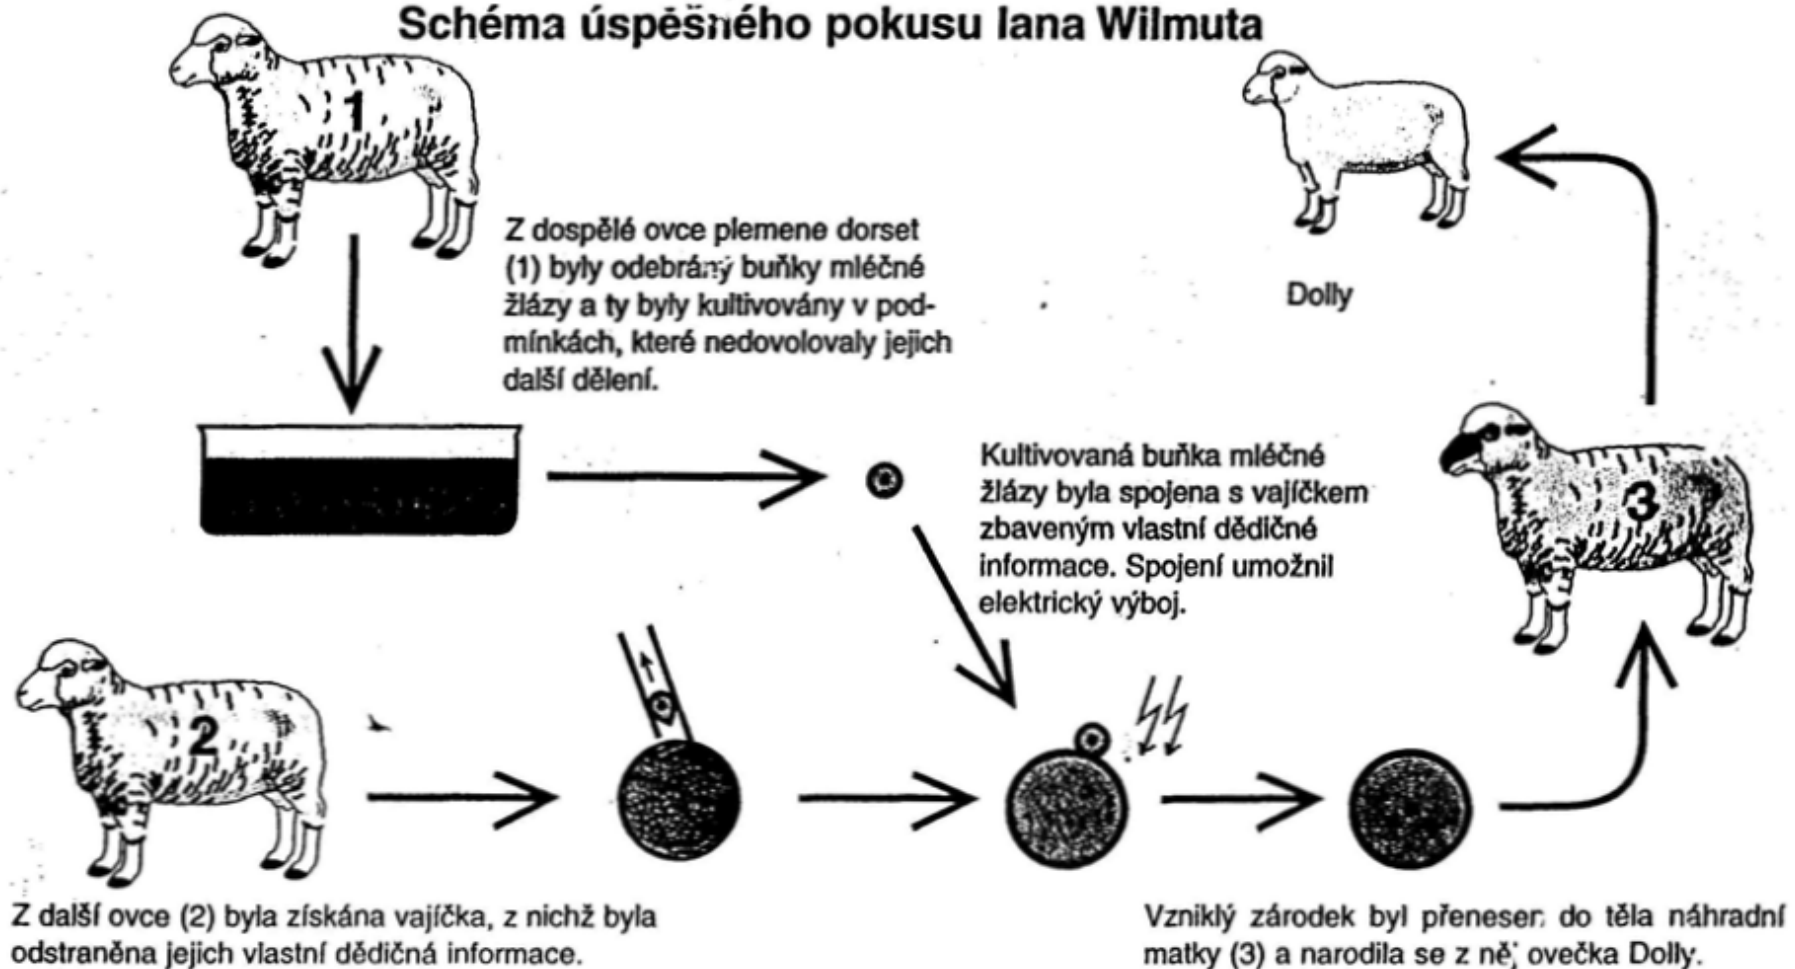 Schéma úspěšného pokusu Iana Wilmuta
1
Z dospělé ovce plemene dorset
(1) byly odebrány buňky mléčné
žlázy a ty byly kultivovány v pod-
mínkách, které nedovolovaly jejich
další dělení.
Dolly
Kultivovaná buňka mléčné
žlázy byla spojena s vajíčkem
zbaveným vlastní dědičné
informace. Spojení umožnil
elektrický výboj.
3
2
Z další ovce (2) byla získána vajíčka, z nichž byla
odstraněna jejich vlastní dědičná informace.
Vzniklý zárodek byl přenesen do těla náhradní
matky (3) a narodila se z něj ovečka Dolly.